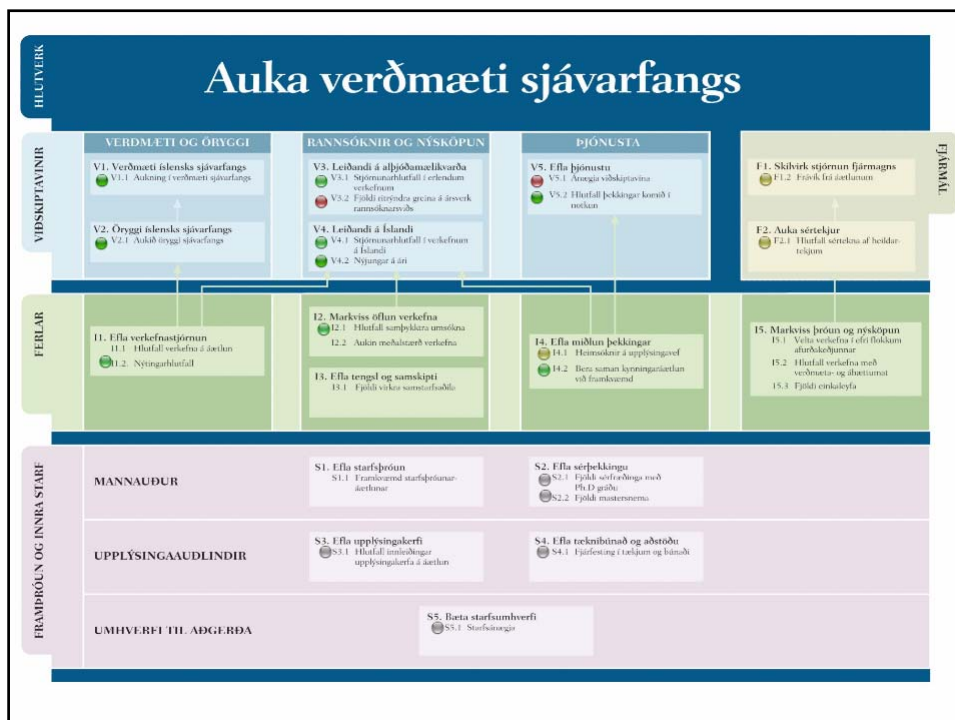 HLUTVERK
Auka verðmæti sjávarfangs
VIÐSKIPTAVINIR
VERÐMÆTI OG ÖRYGGI
V1. Verðmæti íslensks sjávarfangs
V1.1 Aukning í verðmæti sjávarfangs
V2. Öryggi íslensks sjávarfangs
V2.1 Aukið öryggi sjávarfangs
RANNSÓKNIR OG NÝSKÖPUN
V3. Leiðandi á alþjóðamælikvarða
V3.1 Stjórnunarhlutfall í erlendum
verkefnum
V3.2 Fjöldi ritrýndra greina á ársverk
rannsóknarsviðs
V4. Leiðandi á Íslandi
V4.1 Stjórnunarhlutfall í verkefnum
á Íslandi
V4.2 Nýjungar á ári
ÞJÓNUSTA
V5. Efla þjónustu
V5.1 Ánægja viðskiptavina
V5.2 Hlutfall þekkingar komið í
notkun
FJÁRMÁL
F1. Skilvirk stjórnun fjármagns
F1.2 Frávik frá áætlunum
F2. Auka sértekjur
F2.1 Hlutfall sértekna af heildar-
tekjum
FERLAR
I1. Efla verkefnastjórnun
I1.1 Hlutfall verkefna á áætlun
I1.2. Nýtingarhlutfall
I2. Markviss öflun verkefna
I2.1 Hlutfall samþykktra umsókna
I2.2 Aukin meðalstærð verkefna
I3. Efla tengsl og samskipti
I3.1 Fjöldi virkra samstarfsaðila
I4. Efla miðlun þekkingar
I4.1 Heimsóknir á upplýsingavef
I4.2 Bera saman kynningaráætlun
við framkvæmd
I5. Markviss þróun og nýsköpun
I5.1 Velta verkefna í efri flokkum
afurðakeðjunnar
I5.2 Hlutfall verkefna með
verðmæta- og áhættumat
I5.3 Fjöldi einkaleyfa
FRAMÞRÓUN OG INNRA STARF
MANNAUÐUR
S1. Efla starfsþróun
S1.1 Framkvæmd starfsþróunar-
áætlunar
S2. Efla sérþekkingu
S2.1 Fjöldi sérfræðinga með
Ph.D gráðu
S2.2 Fjöldi mastersnema
UPPLÝSINGAAUÐLINDIR
S3. Efla upplýsingakerfi
S3.1 Hlutfall innleiðingar
upplýsingakerfa á áætlun
S4. Efla tæknibúnað og aðstöðu
S4.1 Fjárfesting í tækjum og búnaði
UMHVERFI TIL AÐGERÐA
S5. Bæta starfsumhverfi
S5.1 Starfsánægja